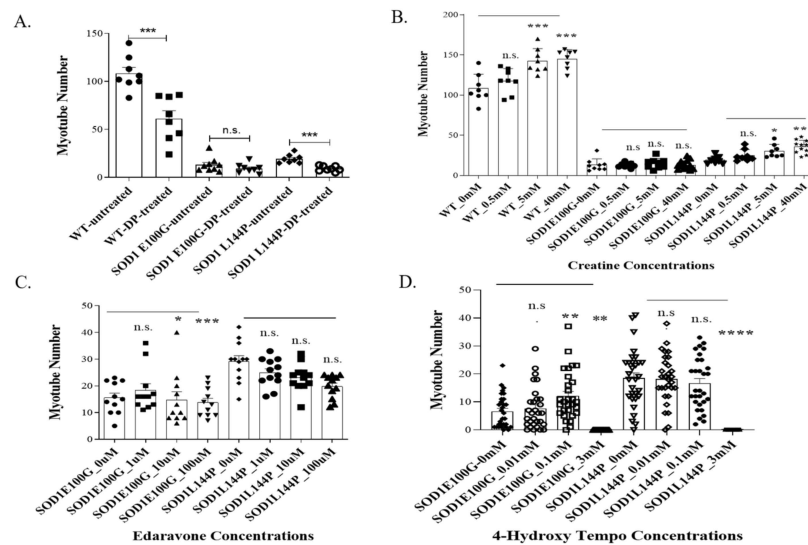 A.
***
n.s.
***
150
100
50
0
Myotube Number
WT-untreated
WT-DP-treated
SOD1 E100G-untreated
SOD1 E100G-DP-treated
SOD1 L144P-untreated
SOD1 L144P-DP-treated
B.
***
***
n.s.
n.s
n.s
n.s
n.s.
*
**
200
150
100
50
0
Myotube Number
WT_0mM
WT_0.5mM
WT_5mM
WT_40mM
SOD1E100G-0mM
SOD1E100G_0.5mM
SOD1E100G_5mM
SOD1E100G_40mM
SOD1L144P_0mM
SOD1L144P_0.5mM
SOD1L144P_5mM
SOD1L144P_40mM
Creatine Concentrations
C.
n.s.
*
***
n.s.
n.s.
n.s.
50
40
30
20
10
0
Myotube Number
SOD1E100G_0uM
SOD1E100G_1uM
SOD1E100G_10uM
SOD1E100G_100uM
SOD1L144P_0uM
SOD1L144P_1uM
SOD1L144P_10uM
SOD1L144P_100uM
Edaravone Concentrations
D.
n.s
**
**
n.s
n.s.
****
50
40
30
20
10
0
Myotube Number
SOD1E100G-0mM
SOD1E100G_0.01mM
SOD1E100G_0.1mM
SOD1E100G_3mM
SOD1L144P_0mM
SOD1L144P_0.01mM
SOD1L144P_0.1mM
SOD1L144P_3mM
4-Hydroxy Tempo Concentrations